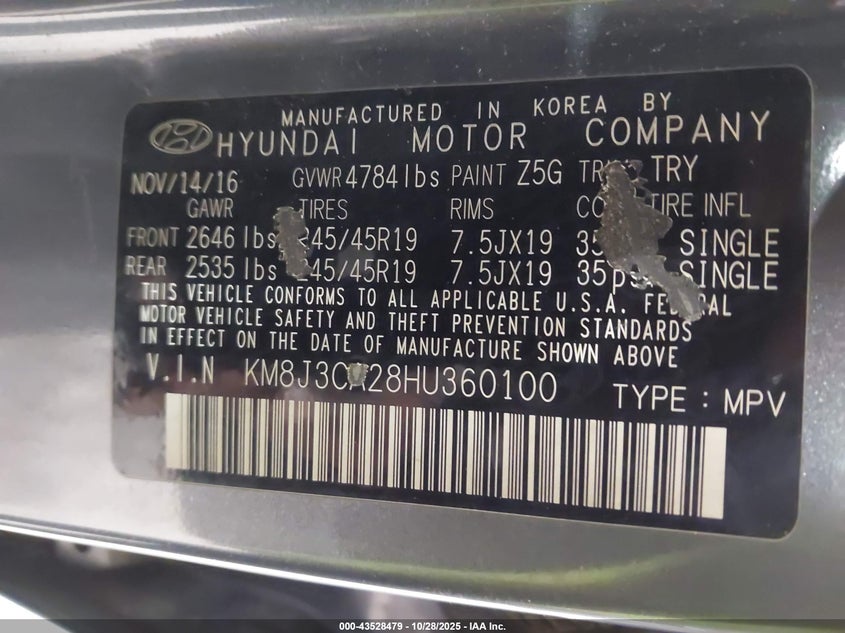 MANUFACTURED IN KOREA BY
HYUNDAI MOTOR COMPANY
NOV/14/16 GVWR 4784 lbs PAINT Z5G TRY
GAWR TIRES RIMS TIRE INFL
FRONT 2646 lbs 245/45R19 7.5JX19 SINGLE
REAR 2535 lbs 245/45R19 7.5JX19 35psi SINGLE
THIS VEHICLE CONFORMS TO ALL APPLICABLE U.S.A. FEDERAL
MOTOR VEHICLE SAFETY AND THEFT PREVENTION STANDARDS
IN EFFECT ON THE DATE OF MANUFACTURE SHOWN ABOVE
V.I.N
TYPE : MPV
000-43528479 - 10/28/2025 - IAA Inc.